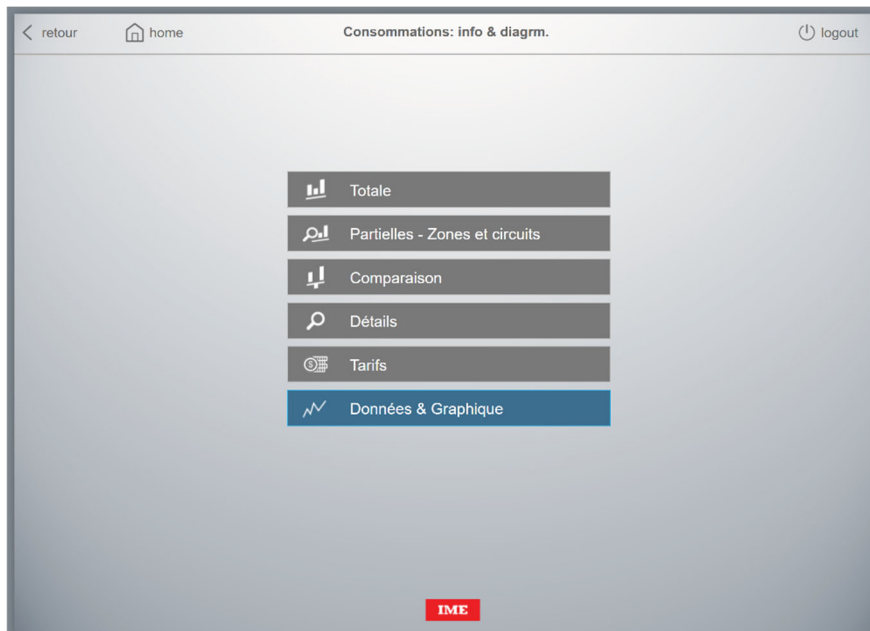 retour
home
Consommations: info & diagrm.
logout
Totale
Partielles - Zones et circuits
Comparaison
Détails
Tarifs
Données & Graphique
IME